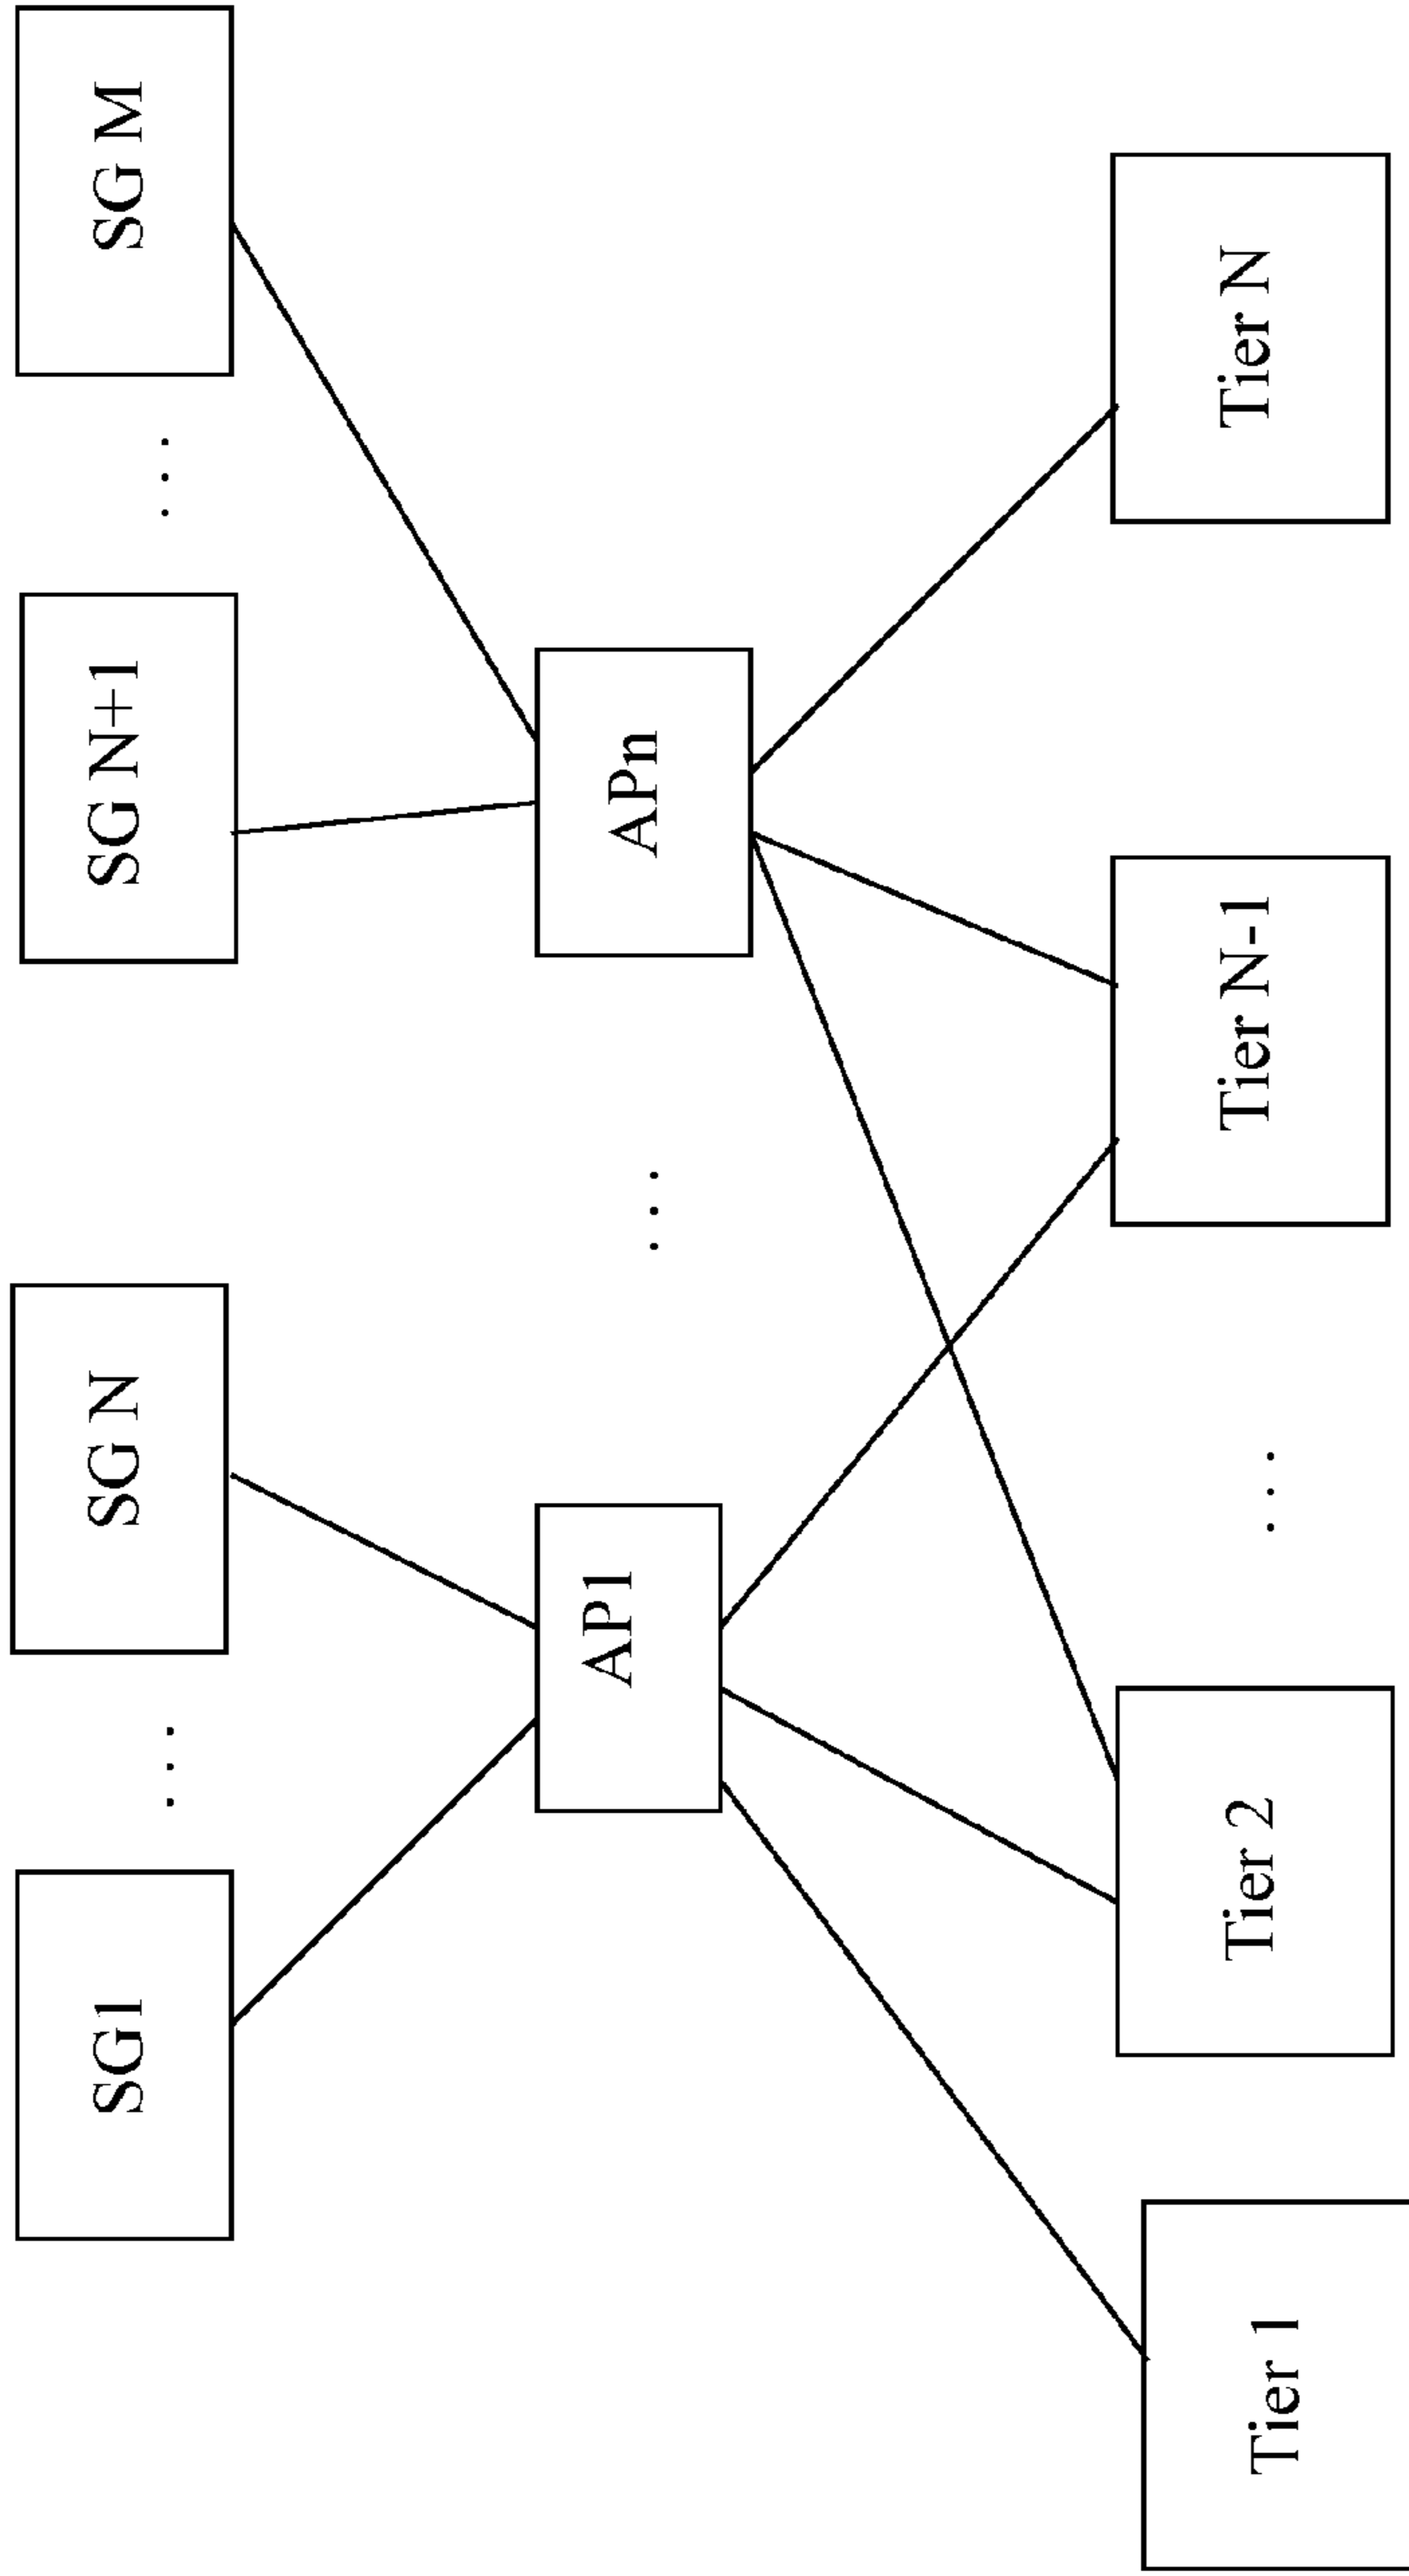 SG1
...
SG N
SG N+1
...
SG M
AP1
...
APn
Tier 1
Tier 2
...
Tier N-1
Tier N